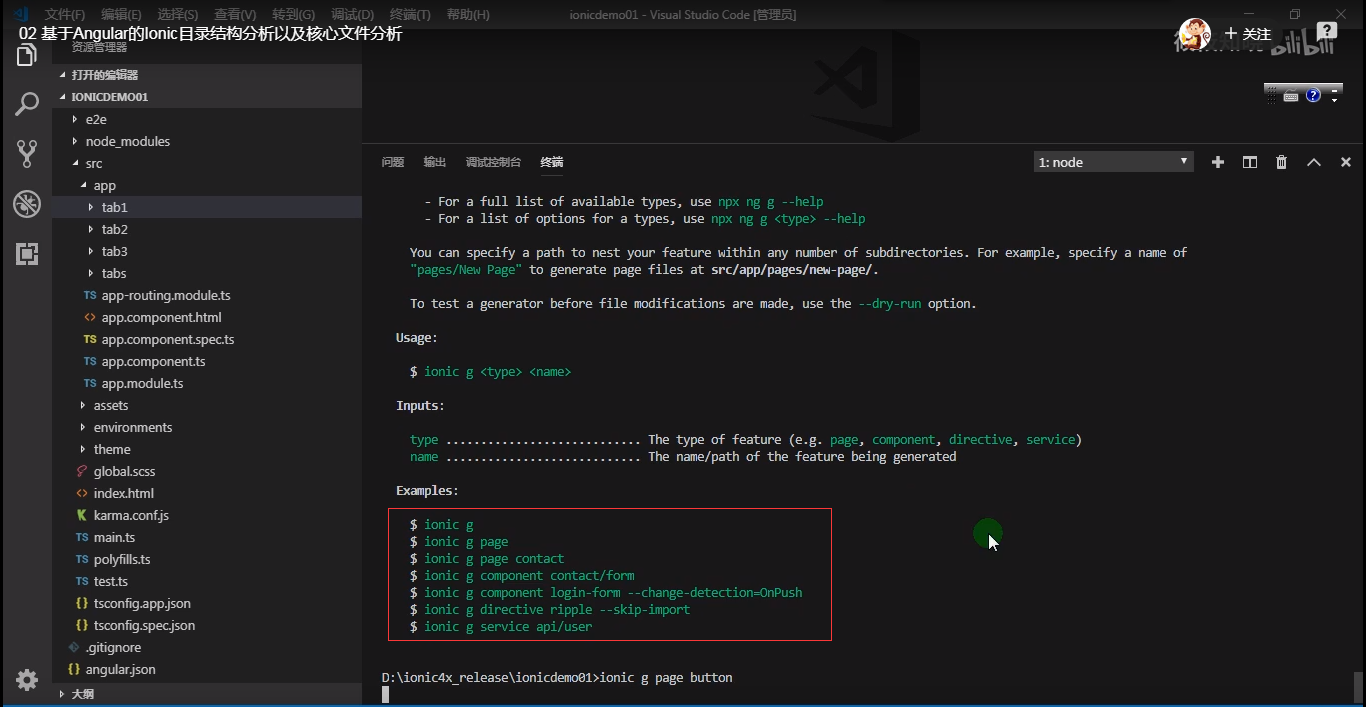 文件(F) 编辑(E) 选择(S) 查看(V) 转到(G) 调试(D) 终端(T) 帮助(H) ionicdemo01 - Visual Studio Code [管理员]
02 基于Angular的Ionic目录结构分析以及核心文件分析
+ 关注
bilibili
资源管理器
打开的编辑器
IONICDEMO01
e2e
node_modules
src
app
tab1
tab2
tab3
tabs
TS app-routing.module.ts
<> app.component.html
TS app.component.spec.ts
TS app.component.ts
TS app.module.ts
assets
environments
theme
global.scss
<> index.html
K karma.conf.js
TS main.ts
TS polyfills.ts
TS test.ts
{} tsconfig.app.json
{} tsconfig.spec.json
.gitignore
{} angular.json
大纲
问题 输出 调试控制台 终端 1: node
- For a full list of available types, use npx ng g --help
- For a list of options for a types, use npx ng g <type> --help
You can specify a path to nest your feature within any number of subdirectories. For example, specify a name of
"pages/New Page" to generate page files at src/app/pages/new-page/.
To test a generator before file modifications are made, use the --dry-run option.
Usage:
$ ionic g <type> <name>
Inputs:
type ............................ The type of feature (e.g. page, component, directive, service)
name ............................ The name/path of the feature being generated
Examples:
$ ionic g
$ ionic g page
$ ionic g page contact
$ ionic g component contact/form
$ ionic g component login-form --change-detection=OnPush
$ ionic g directive ripple --skip-import
$ ionic g service api/user
D:\ionic4x_release\ionicdemo01>ionic g page button